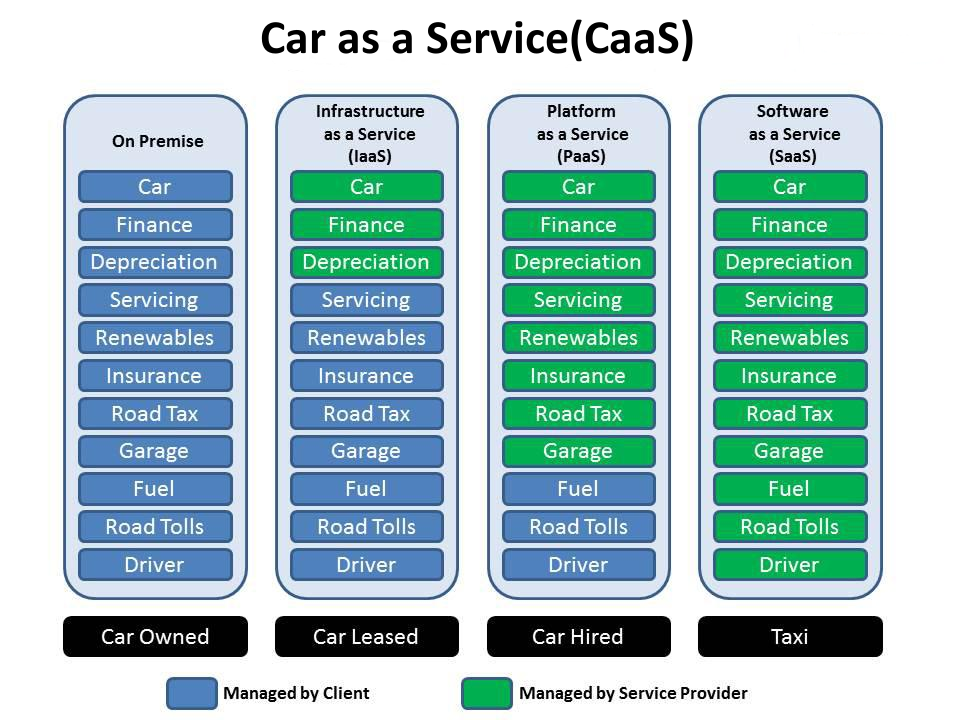 Car as a Service(CaaS)
On Premise
Car
Finance
Depreciation
Servicing
Renewables
Insurance
Road Tax
Garage
Fuel
Road Tolls
Driver
Car Owned
Infrastructure
as a Service
(IaaS)
Car
Finance
Depreciation
Servicing
Renewables
Insurance
Road Tax
Garage
Fuel
Road Tolls
Driver
Car Leased
Platform
as a Service
(PaaS)
Car
Finance
Depreciation
Servicing
Renewables
Insurance
Road Tax
Garage
Fuel
Road Tolls
Driver
Car Hired
Software
as a Service
(SaaS)
Car
Finance
Depreciation
Servicing
Renewables
Insurance
Road Tax
Garage
Fuel
Road Tolls
Driver
Taxi
Managed by Client
Managed by Service Provider